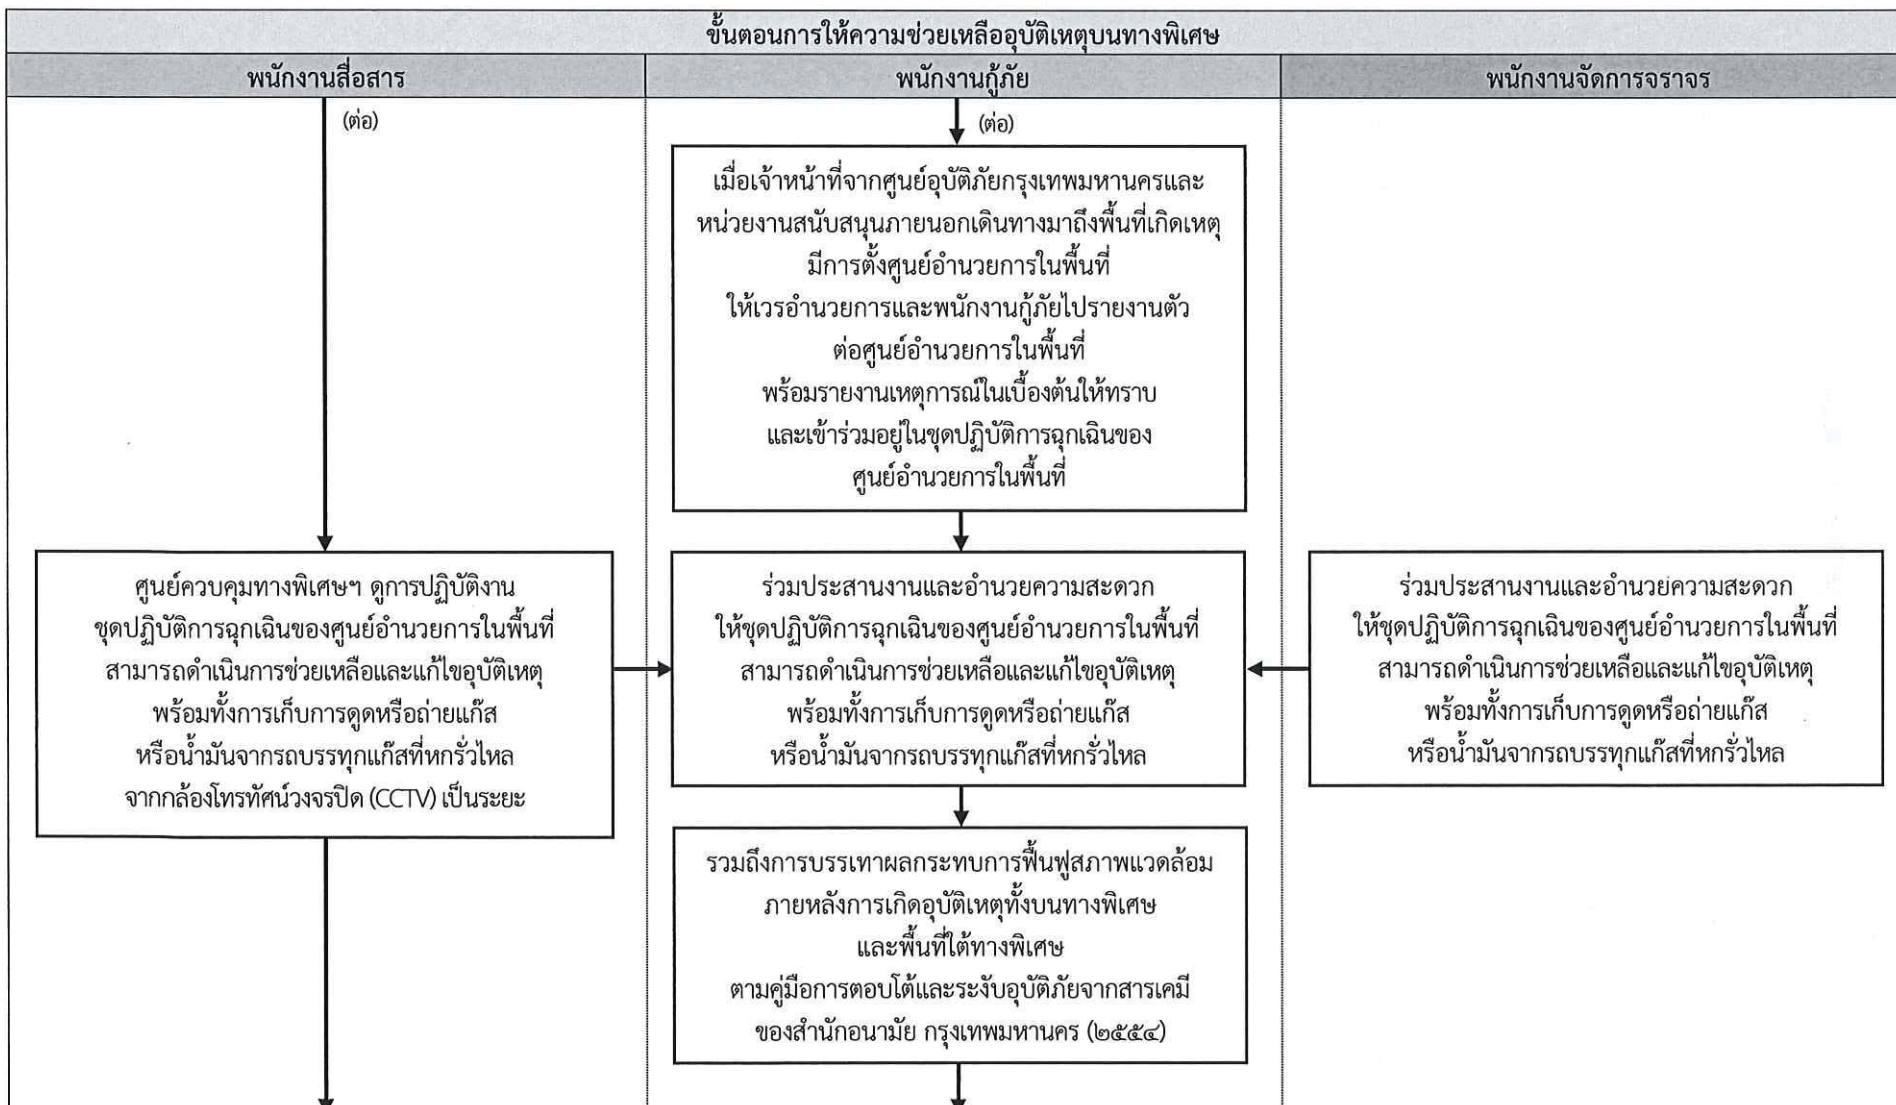 ขั้นตอนการให้ความช่วยเหลืออุบัติเหตุบนทางพิเศษ
พนักงานสื่อสาร
พนักงานกู้ภัย
พนักงานจัดการจราจร
(ต่อ)
(ต่อ)
เมื่อเจ้าหน้าที่จากศูนย์อุบัติภัยกรุงเทพมหานครและ
หน่วยงานสนับสนุนภายนอกเดินทางมาถึงพื้นที่เกิดเหตุ
มีการตั้งศูนย์อำนวยการในพื้นที่
ให้เวรอำนวยการและพนักงานกู้ภัยไปรายงานตัว
ต่อศูนย์อำนวยการในพื้นที่
พร้อมรายงานเหตุการณ์ในเบื้องต้นให้ทราบ
และเข้าร่วมอยู่ในชุดปฏิบัติการฉุกเฉินของ
ศูนย์อำนวยการในพื้นที่
ศูนย์ควบคุมทางพิเศษฯ ดูการปฏิบัติงาน
ชุดปฏิบัติการฉุกเฉินของศูนย์อำนวยการในพื้นที่
สามารถดำเนินการช่วยเหลือและแก้ไขอุบัติเหตุ
พร้อมทั้งการเก็บการดูดหรือถ่ายแก๊ส
หรือน้ำมันจากรถบรรทุกแก๊สที่หกรั่วไหล
จากกล้องโทรทัศน์วงจรปิด (CCTV) เป็นระยะ
ร่วมประสานงานและอำนวยความสะดวก
ให้ชุดปฏิบัติการฉุกเฉินของศูนย์อำนวยการในพื้นที่
สามารถดำเนินการช่วยเหลือและแก้ไขอุบัติเหตุ
พร้อมทั้งการเก็บการดูดหรือถ่ายแก๊ส
หรือน้ำมันจากรถบรรทุกแก๊สที่หกรั่วไหล
ร่วมประสานงานและอำนวยความสะดวก
ให้ชุดปฏิบัติการฉุกเฉินของศูนย์อำนวยการในพื้นที่
สามารถดำเนินการช่วยเหลือและแก้ไขอุบัติเหตุ
พร้อมทั้งการเก็บการดูดหรือถ่ายแก๊ส
หรือน้ำมันจากรถบรรทุกแก๊สที่หกรั่วไหล
รวมถึงการบรรเทาผลกระทบการฟื้นฟูสภาพแวดล้อม
ภายหลังการเกิดอุบัติเหตุทั้งบนทางพิเศษ
และพื้นที่ใต้ทางพิเศษ
ตามคู่มือการตอบโต้และระงับอุบัติภัยจากสารเคมี
ของสำนักอนามัย กรุงเทพมหานคร (๒๕๕๔)